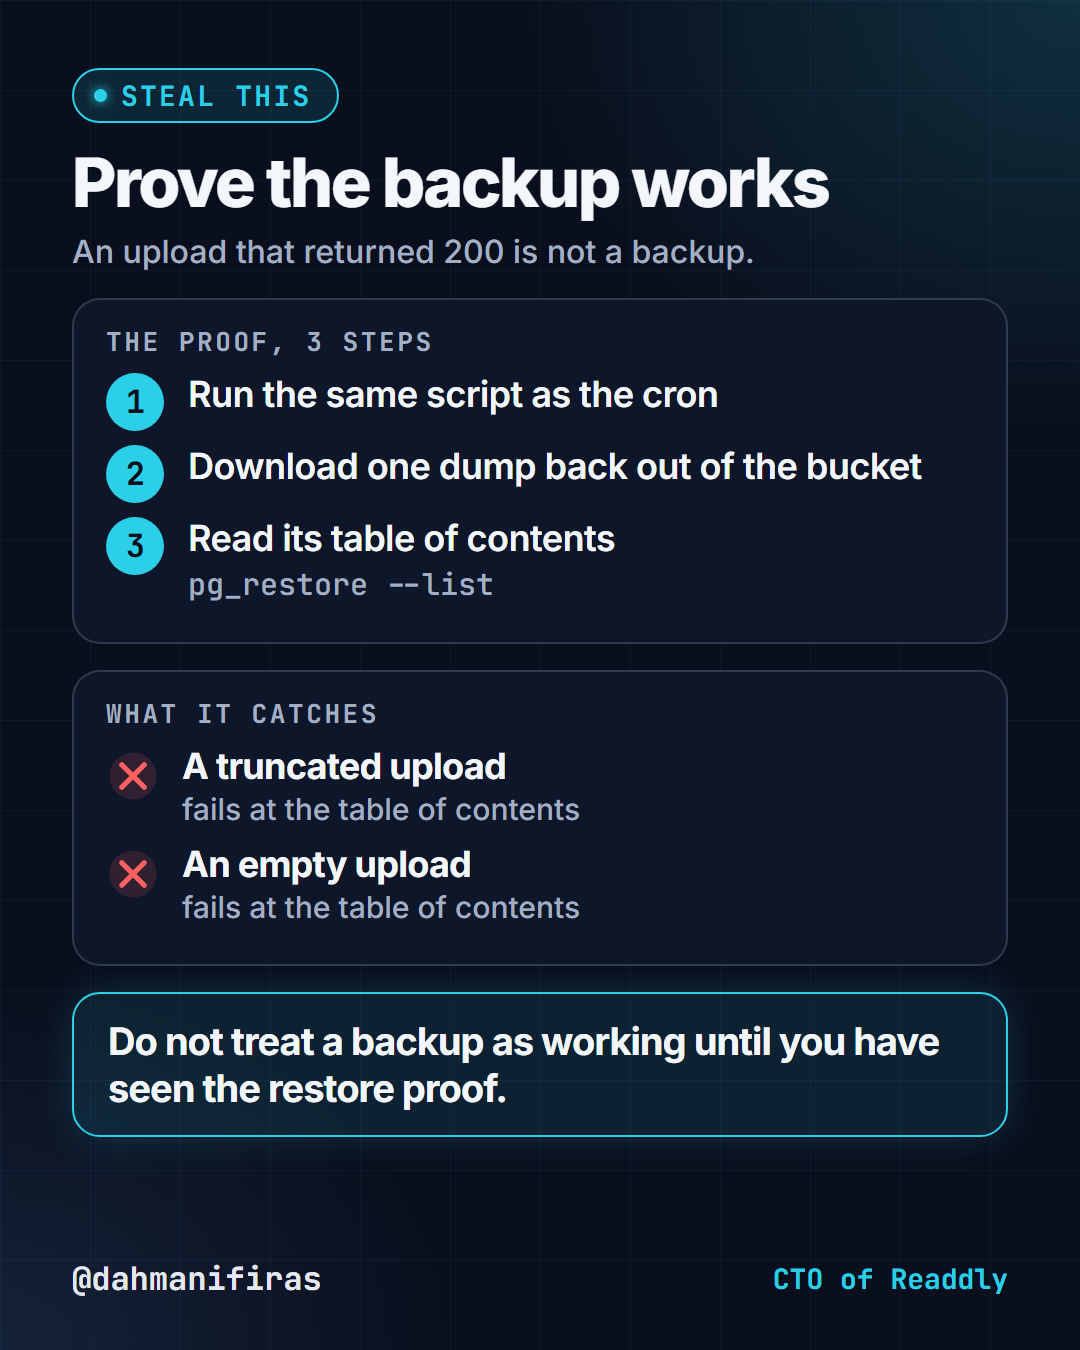 STEAL THIS
Prove the backup works
An upload that returned 200 is not a backup.
THE PROOF, 3 STEPS
1 Run the same script as the cron
2 Download one dump back out of the bucket
3 Read its table of contents
pg_restore --list
WHAT IT CATCHES
A truncated upload
fails at the table of contents
An empty upload
fails at the table of contents
Do not treat a backup as working until you have
seen the restore proof.
@dahmanifiras
CTO of Readdly